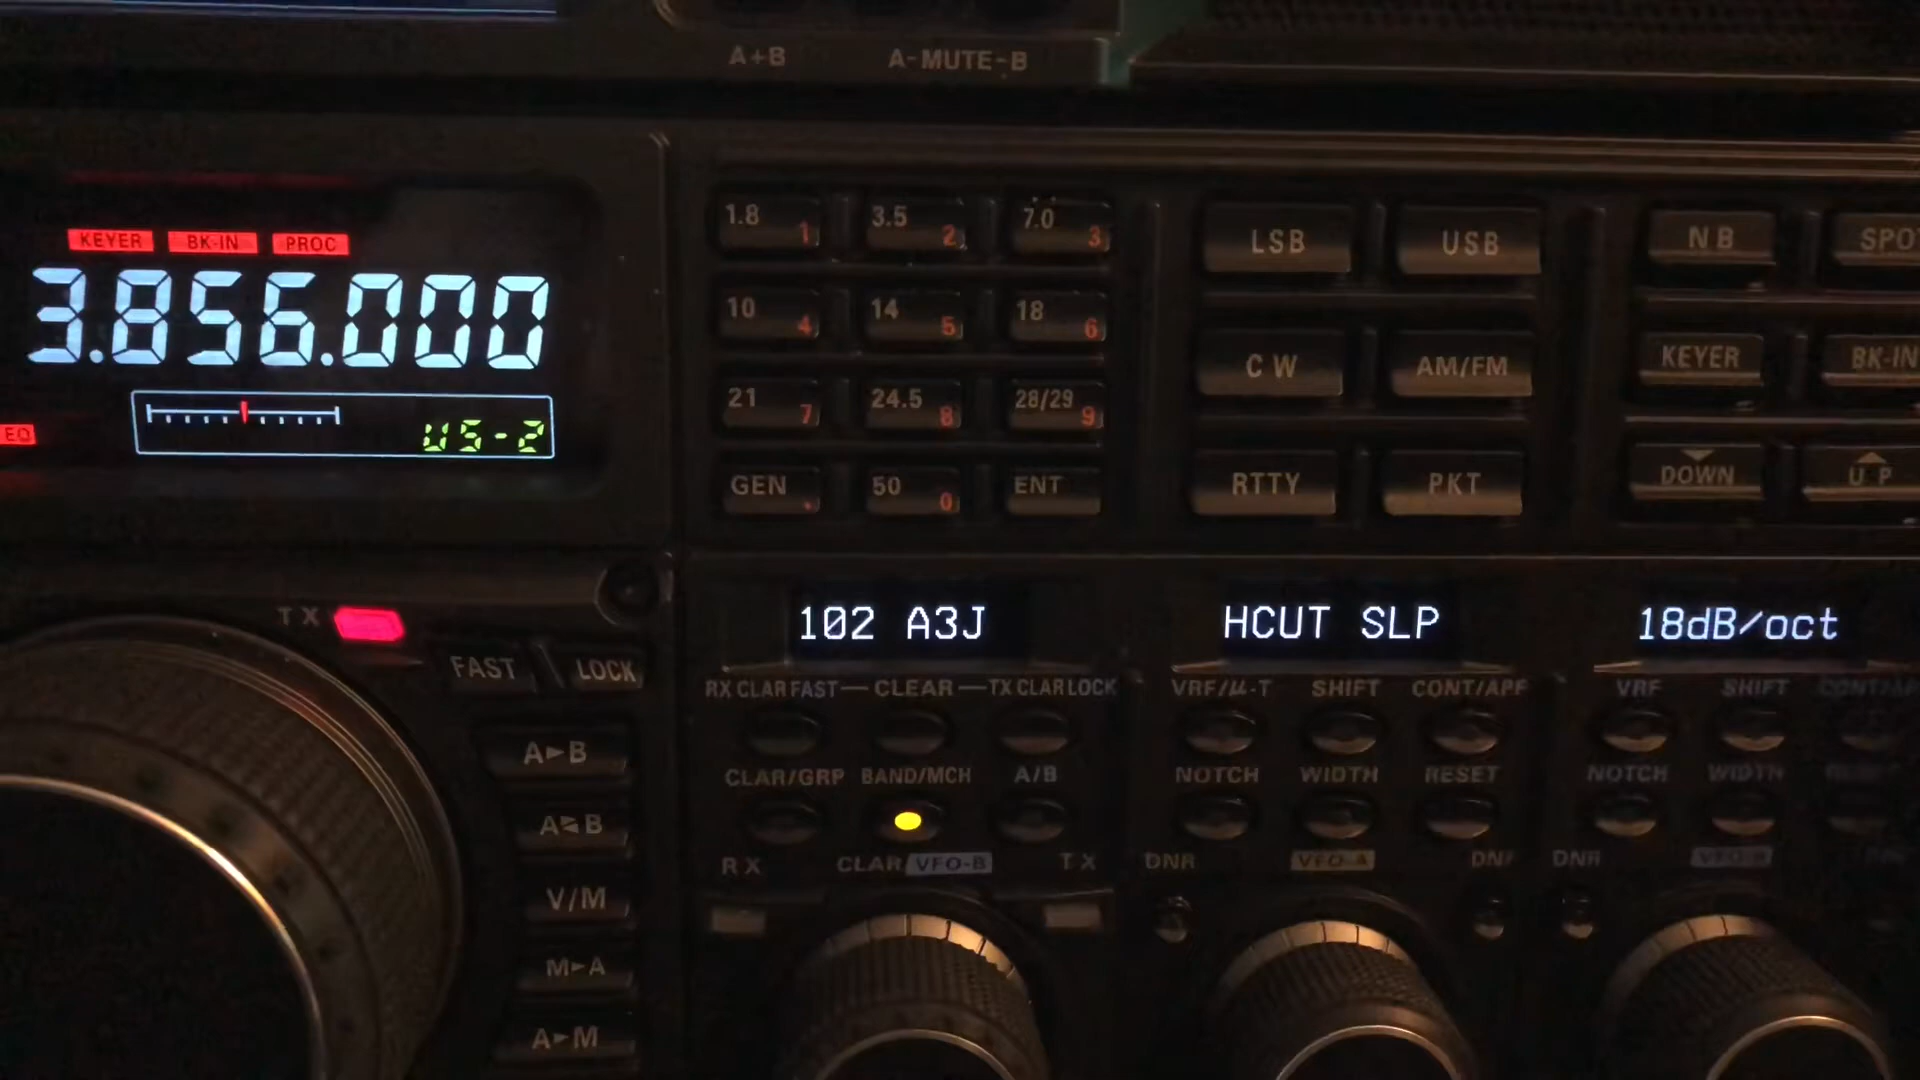 A+B A-MUTE-B
KEYER BK-IN PROC
3.856.000
EQ
US-2
1.8 1 3.5 2 7.0 3
10 4 14 5 18 6
21 7 24.5 8 28/29 9
GEN . 50 0 ENT
LSB USB
CW AM/FM
RTTY PKT
NB SPOT
KEYER BK-IN
DOWN UP
TX
FAST LOCK
A►B
V/M
M►A
A►M
102 A3J
RX CLAR FAST — CLEAR — TX CLAR LOCK
CLAR/GRP BAND/MCH A/B
RX CLAR VFO-B TX
HCUT SLP
VRF/µ-T SHIFT CONT/APF
NOTCH WIDTH RESET
DNR VFO-A DNF
18dB/oct
VRF SHIFT CONT/APF
NOTCH WIDTH RESET
DNR VFO-B